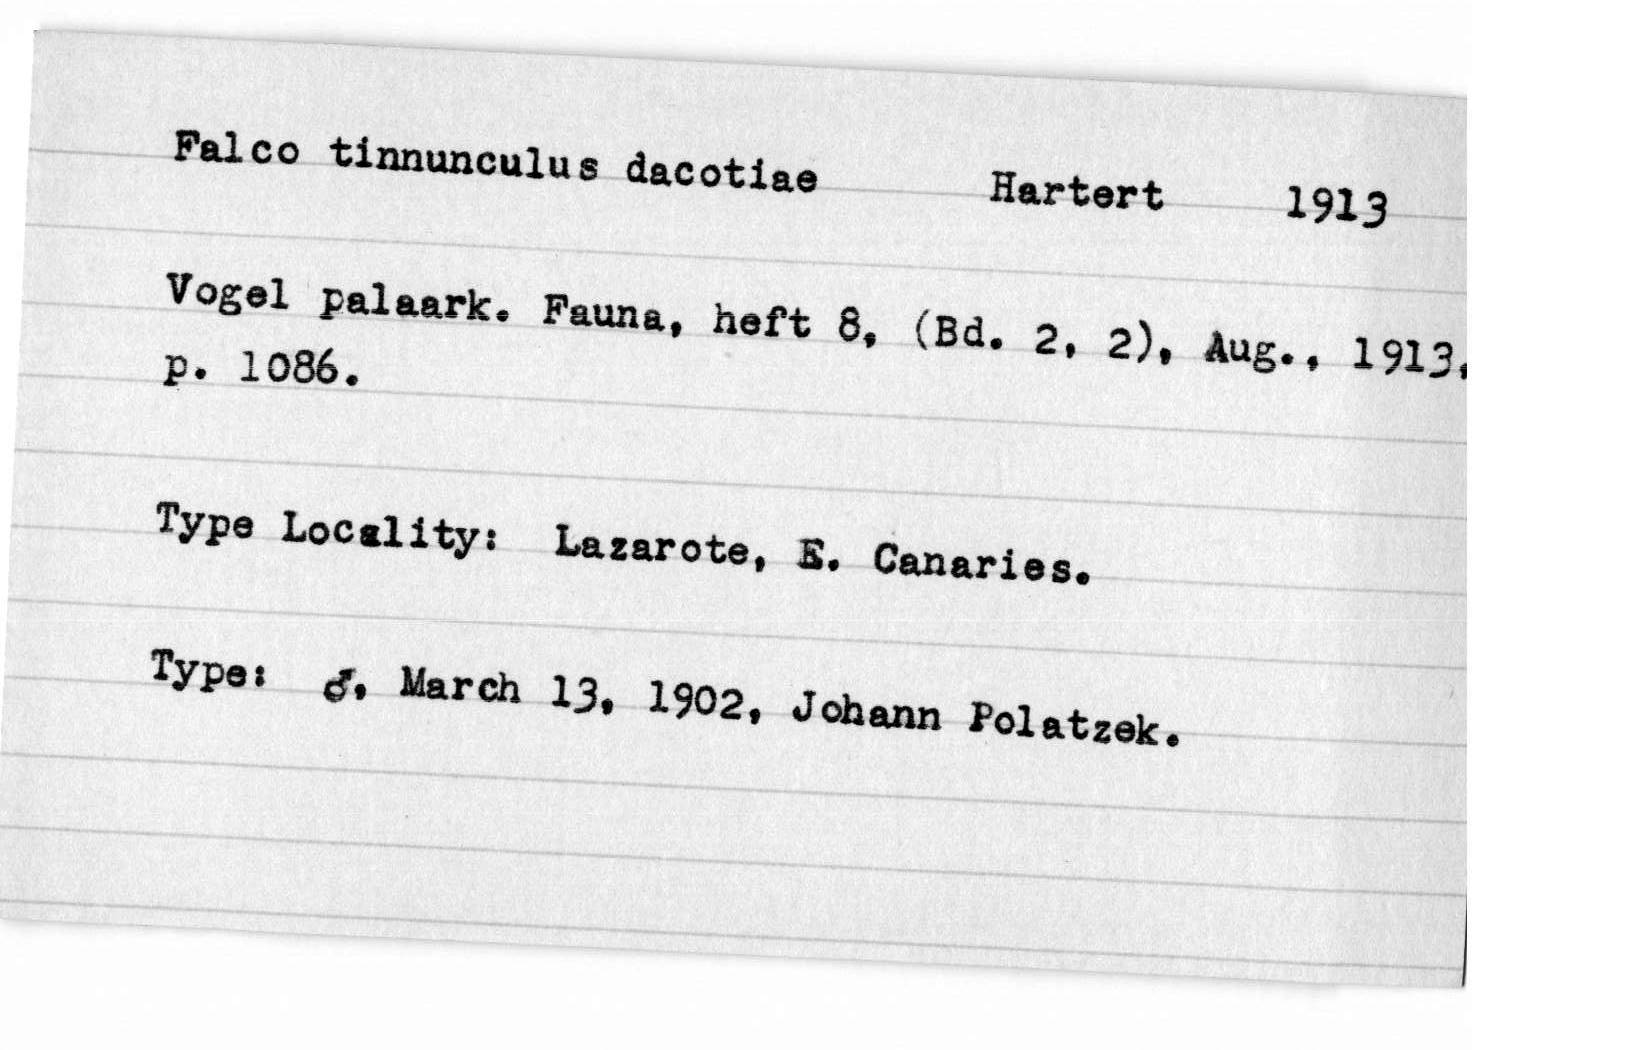 Falco tinnunculus dacotiae Hartert 1913
Vogel palaark. Fauna, heft 8, (Bd. 2, 2), Aug., 1913,
p. 1086.
Type Locality: Lazarote, E. Canaries.
Type: ♂, March 13, 1902, Johann Polatzek.